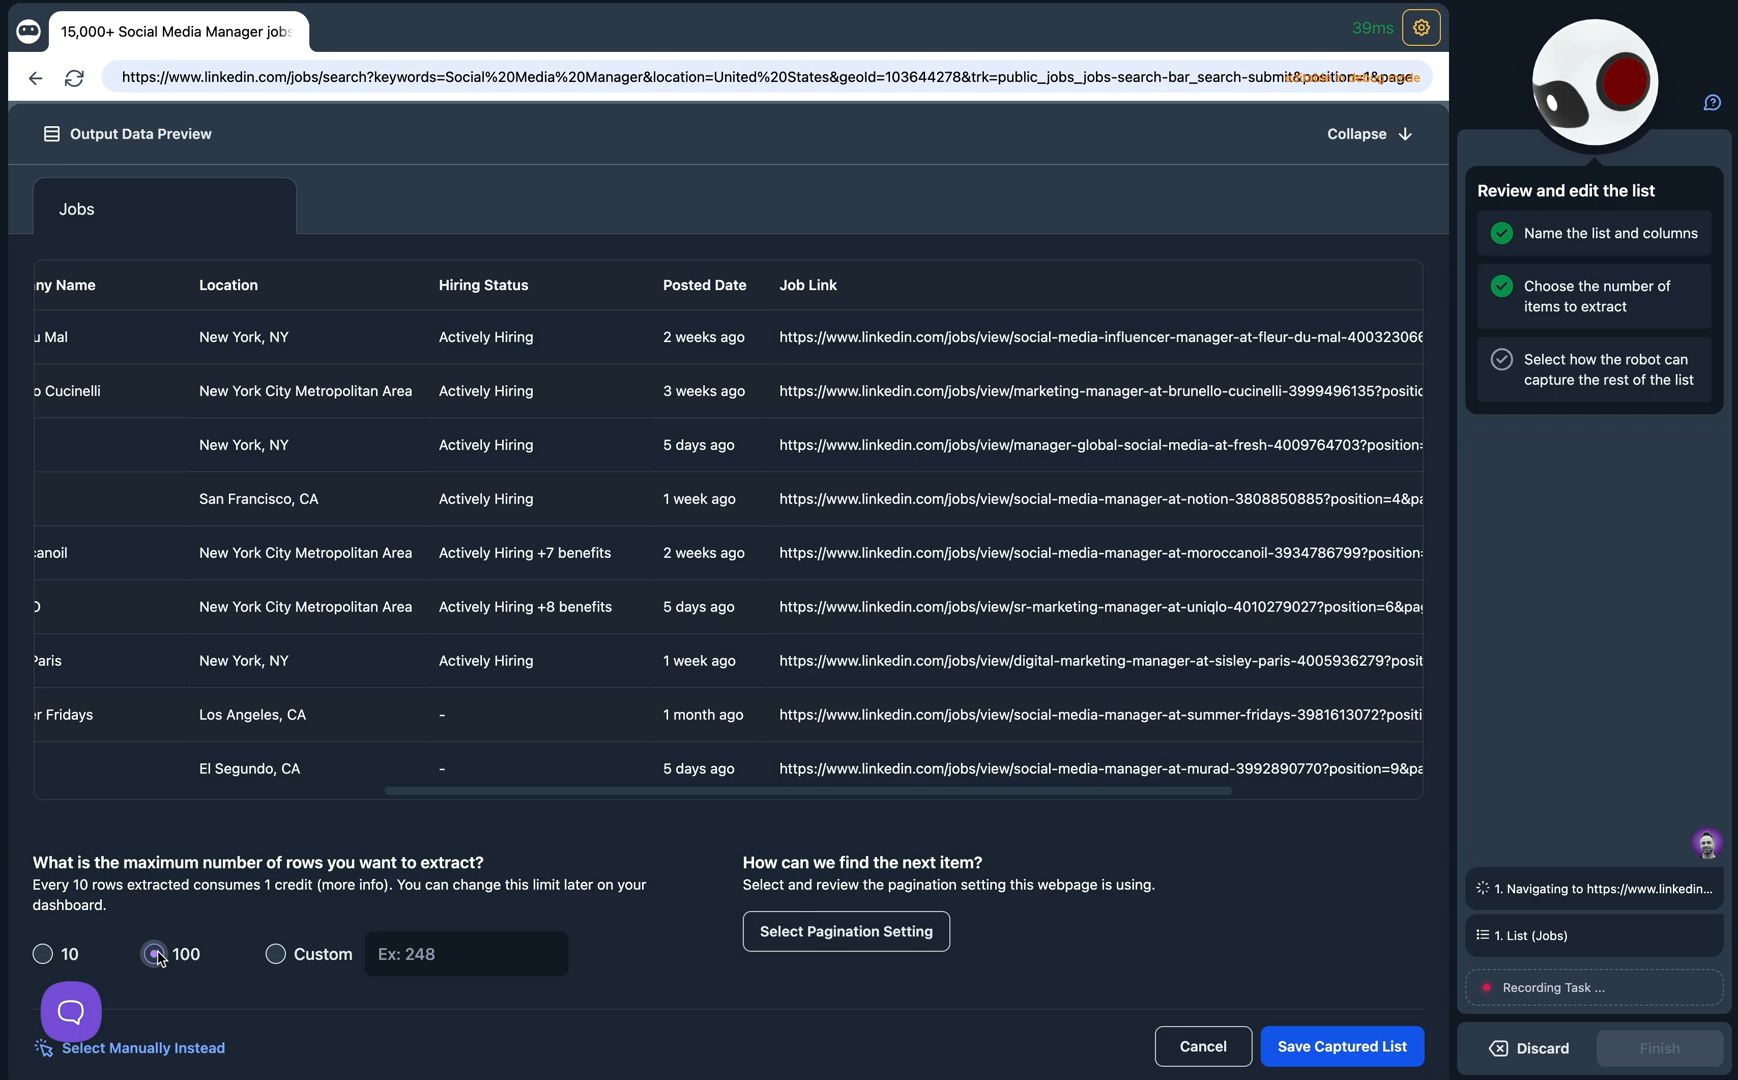 15,000+ Social Media Manager jobs
39ms
https://www.linkedin.com/jobs/search?keywords=Social%20Media%20Manager&location=United%20States&geoId=103644278&trk=public_jobs_jobs-search-bar_search-submit&position=1&page
Output Data Preview
Collapse
Jobs
ny Name Location Hiring Status Posted Date Job Link
u Mal New York, NY Actively Hiring 2 weeks ago https://www.linkedin.com/jobs/view/social-media-influencer-manager-at-fleur-du-mal-400323066
o Cucinelli New York City Metropolitan Area Actively Hiring 3 weeks ago https://www.linkedin.com/jobs/view/marketing-manager-at-brunello-cucinelli-3999496135?positic
New York, NY Actively Hiring 5 days ago https://www.linkedin.com/jobs/view/manager-global-social-media-at-fresh-4009764703?position=
San Francisco, CA Actively Hiring 1 week ago https://www.linkedin.com/jobs/view/social-media-manager-at-notion-3808850885?position=4&pa
canoil New York City Metropolitan Area Actively Hiring +7 benefits 2 weeks ago https://www.linkedin.com/jobs/view/social-media-manager-at-moroccanoil-3934786799?position=
O New York City Metropolitan Area Actively Hiring +8 benefits 5 days ago https://www.linkedin.com/jobs/view/sr-marketing-manager-at-uniqlo-4010279027?position=6&pag
Paris New York, NY Actively Hiring 1 week ago https://www.linkedin.com/jobs/view/digital-marketing-manager-at-sisley-paris-4005936279?posit
r Fridays Los Angeles, CA - 1 month ago https://www.linkedin.com/jobs/view/social-media-manager-at-summer-fridays-3981613072?positi
El Segundo, CA - 5 days ago https://www.linkedin.com/jobs/view/social-media-manager-at-murad-3992890770?position=9&pa
What is the maximum number of rows you want to extract?
Every 10 rows extracted consumes 1 credit (more info). You can change this limit later on your
dashboard.
10 100 Custom Ex: 248
How can we find the next item?
Select and review the pagination setting this webpage is using.
Select Pagination Setting
Select Manually Instead
Cancel
Save Captured List
Review and edit the list
Name the list and columns
Choose the number of
items to extract
Select how the robot can
capture the rest of the list
1. Navigating to https://www.linkedin...
1. List (Jobs)
Recording Task ...
Discard
Finish